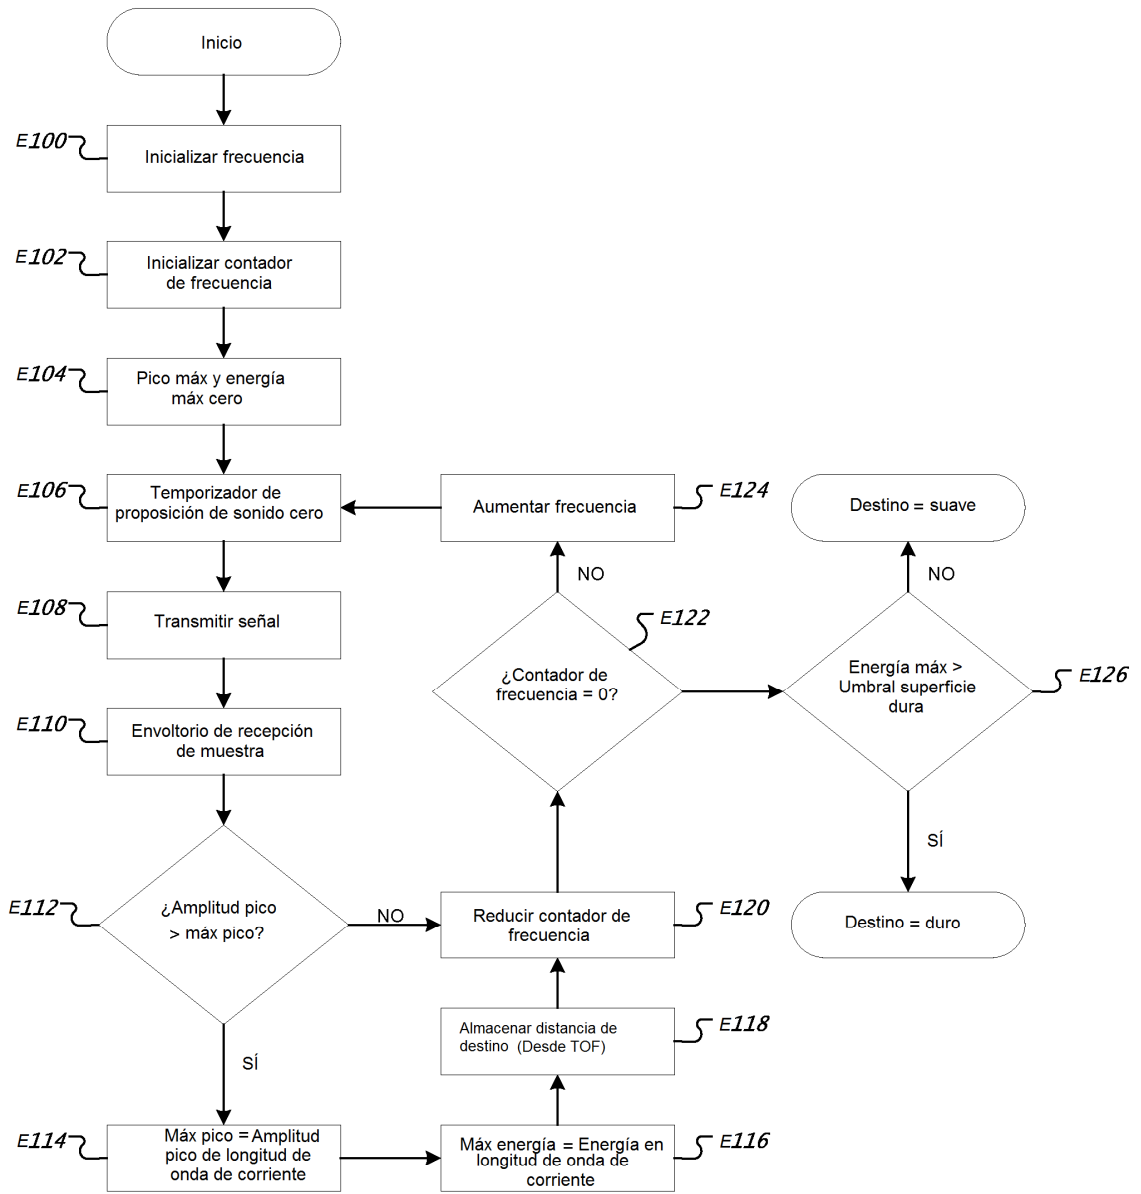 Inicio
E100
Inicializar frecuencia
E102
Inicializar contador
de frecuencia
E104
Pico máx y energía
máx cero
E106
Temporizador de
proposición de sonido cero
E108
Transmitir señal
E110
Envoltorio de recepción
de muestra
E112
¿Amplitud pico
> máx pico?
NO
SÍ
E114
Máx pico = Amplitud
pico de longitud de
onda de corriente
Máx energía = Energía en
longitud de onda de
corriente
E116
Almacenar distancia de
destino (Desde TOF)
E118
Reducir contador de
frecuencia
E120
¿Contador de
frecuencia = 0?
E122
NO
Aumentar frecuencia
E124
Energía máx >
Umbral superficie
dura
E126
NO
Destino = suave
SÍ
Destino = duro